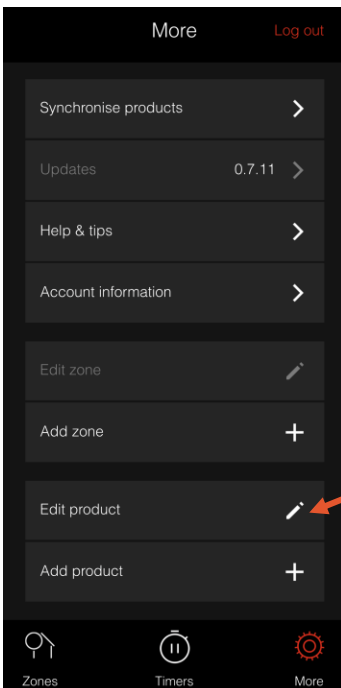 More
Log out
Synchronise products
Updates
0.7.11
Help & tips
Account information
Edit zone
Add zone
Edit product
Add product
Zones
Timers
More